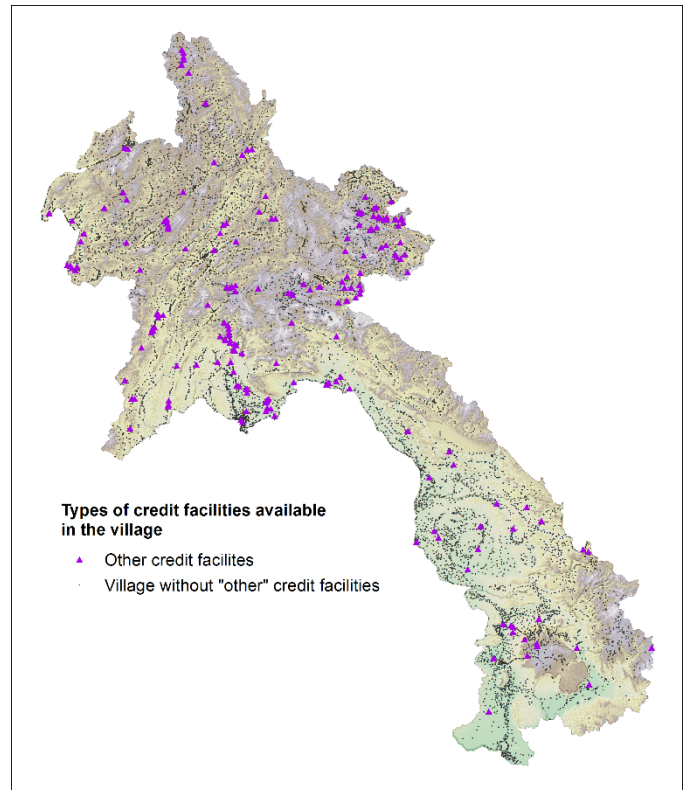 Types of credit facilities available
in the village
Other credit facilites
Village without "other" credit facilities